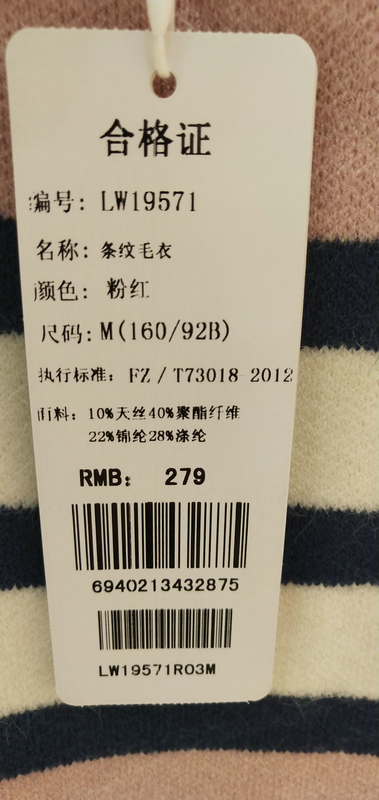 合格证
编号: LW19571
名称: 条纹毛衣
颜色: 粉红
尺码: M(160/92B)
执行标准: FZ/T73018-2012
面料: 10%天丝40%聚酯纤维
22%锦纶28%涤纶
RMB: 279
6940213432875
LW19571R03M